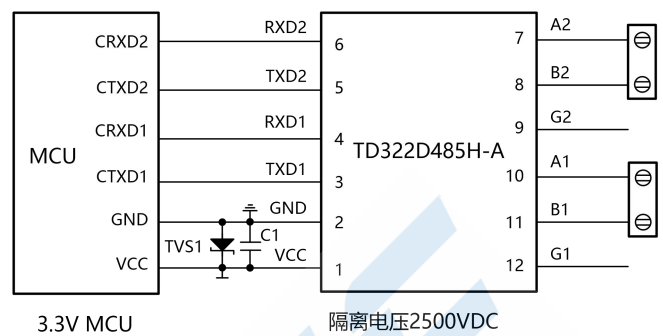 CRXD2 RXD2 6 7 A2
CTXD2 TXD2 5 8 B2
CRXD1 RXD1 4 9 G2
MCU TD322D485H-A
CTXD1 TXD1 3 10 A1
GND GND 2 11 B1
TVS1 C1
VCC VCC 1 12 G1
3.3V MCU 隔离电压2500VDC